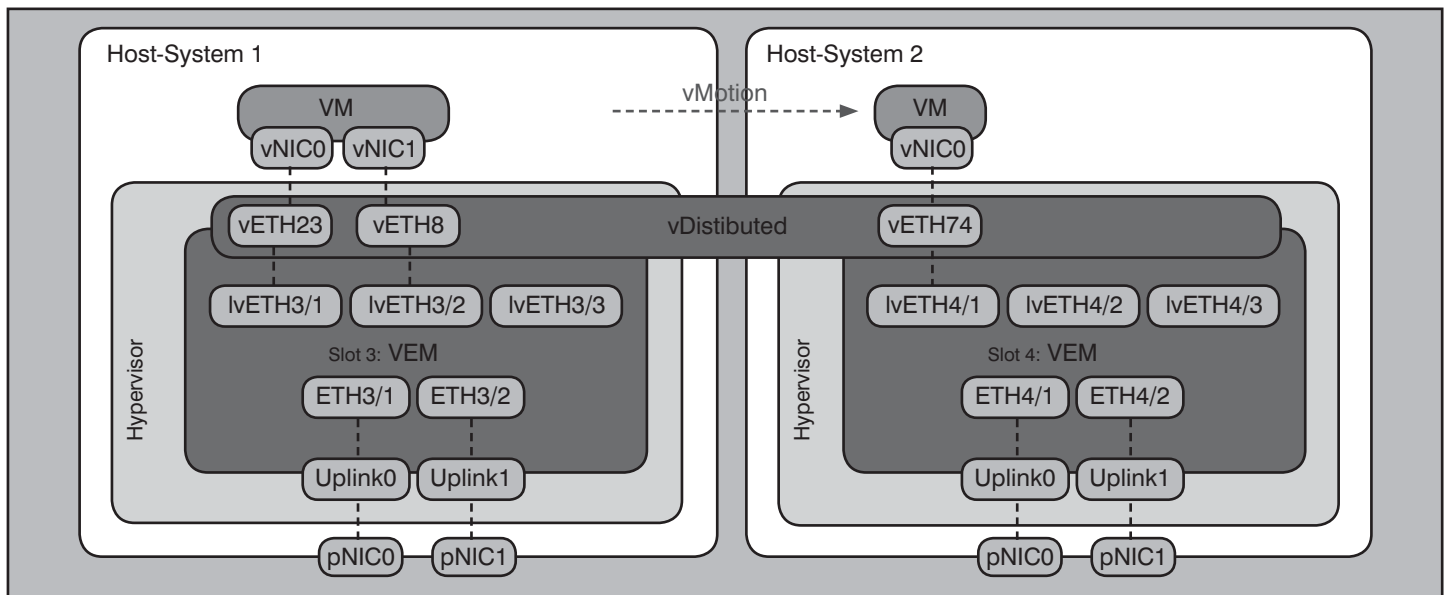 Host-System 1
Host-System 2
vMotion
VM
VM
vNIC0 vNIC1
vNIC0
vETH23 vETH8 vDistibuted vETH74
lvETH3/1 lvETH3/2 lvETH3/3
lvETH4/1 lvETH4/2 lvETH4/3
Hypervisor
Slot 3: VEM
Hypervisor
Slot 4: VEM
ETH3/1 ETH3/2
ETH4/1 ETH4/2
Uplink0 Uplink1
Uplink0 Uplink1
pNIC0 pNIC1
pNIC0 pNIC1